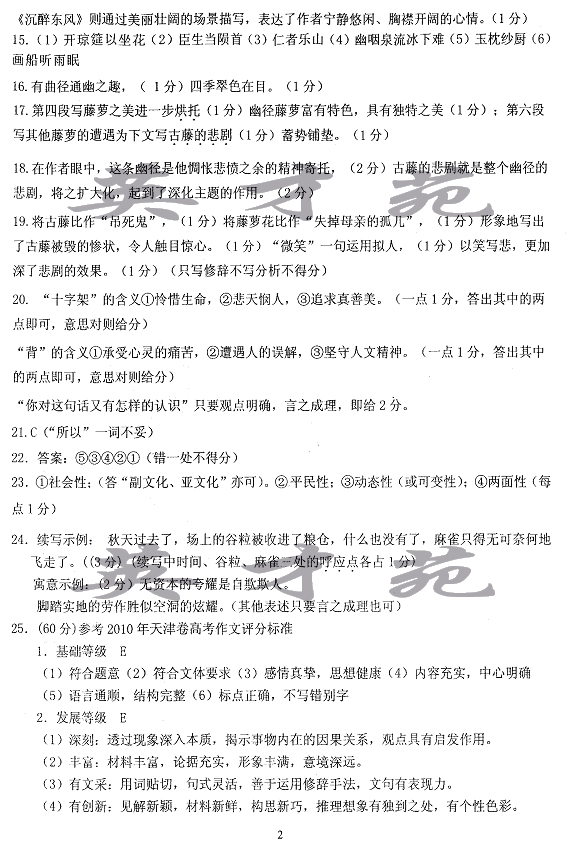 《沉醉东风》则通过美丽壮阔的场景描写，表达了作者宁静悠闲、胸襟开阔的心情。（1分）
15.（1）开琼筵以坐花（2）臣生当陨首（3）仁者乐山（4）幽咽泉流冰下难（5）玉枕纱厨（6）
画船听雨眠
16.有曲径通幽之趣，（ 1分）四季翠色在目。（1分）
17.第四段写藤萝之美进一步烘托（1分）幽径藤萝富有特色，具有独特之美（1分）；第六段
写其他藤萝的遭遇为下文写古藤的悲剧（1分）蓄势铺垫。（1分）
18.在作者眼中，这条幽径是他惆怅悲愤之余的精神寄托，（2分）古藤的悲剧就是整个幽径的
悲剧，将之扩大化，起到了深化主题的作用。（2分）
19.将古藤比作“吊死鬼”，（1分）将藤萝花比作“失掉母亲的孤儿”，（1分）形象地写出
了古藤被毁的惨状，令人触目惊心。（1分）“微笑”一句运用拟人，（1分）以笑写悲，更加
深了悲剧的效果。（1分）（只写修辞不写分析不得分）
20. “十字架”的含义①怜惜生命，②悲天悯人，③追求真善美。（一点1分，答出其中的两
点即可，意思对则给分）
“背”的含义①承受心灵的痛苦，②遭遇人的误解，③坚守人文精神。（一点1分，答出其中
的两点即可，意思对则给分）
“你对这句话又有怎样的认识”只要观点明确，言之成理，即给2分。
21.C（“所以”一词不妥）
22. 答案：⑤③④②①（错一处不得分）
23. ①社会性；（答“副文化、亚文化”亦可）。②平民性；③动态性（或可变性）；④两面性（每
点1分）
24. 续写示例： 秋天过去了，场上的谷粒被收进了粮仓，什么也没有了，麻雀只得无可奈何地
飞走了。（（3分）（续写中时间、谷粒、麻雀三处的呼应点各占1分）
寓意示例：（2分）无资本的夸耀是自欺欺人。
脚踏实地的劳作胜似空洞的炫耀。（其他表述只要言之成理也可）
25.（60分）参考2010年天津卷高考作文评分标准
1. 基础等级 E
（1）符合题意（2）符合文体要求（3）感情真挚，思想健康（4）内容充实，中心明确
（5）语言通顺，结构完整（6）标点正确，不写错别字
2. 发展等级 E
（1）深刻：透过现象深入本质，揭示事物内在的因果关系，观点具有启发作用。
（2）丰富：材料丰富，论据充实，形象丰满，意境深远。
（3）有文采：用词贴切，句式灵活，善于运用修辞手法，文句有表现力。
（4）有创新：见解新颖，材料新鲜，构思新巧，推理想象有独到之处，有个性色彩。
英才苑
英才苑
2